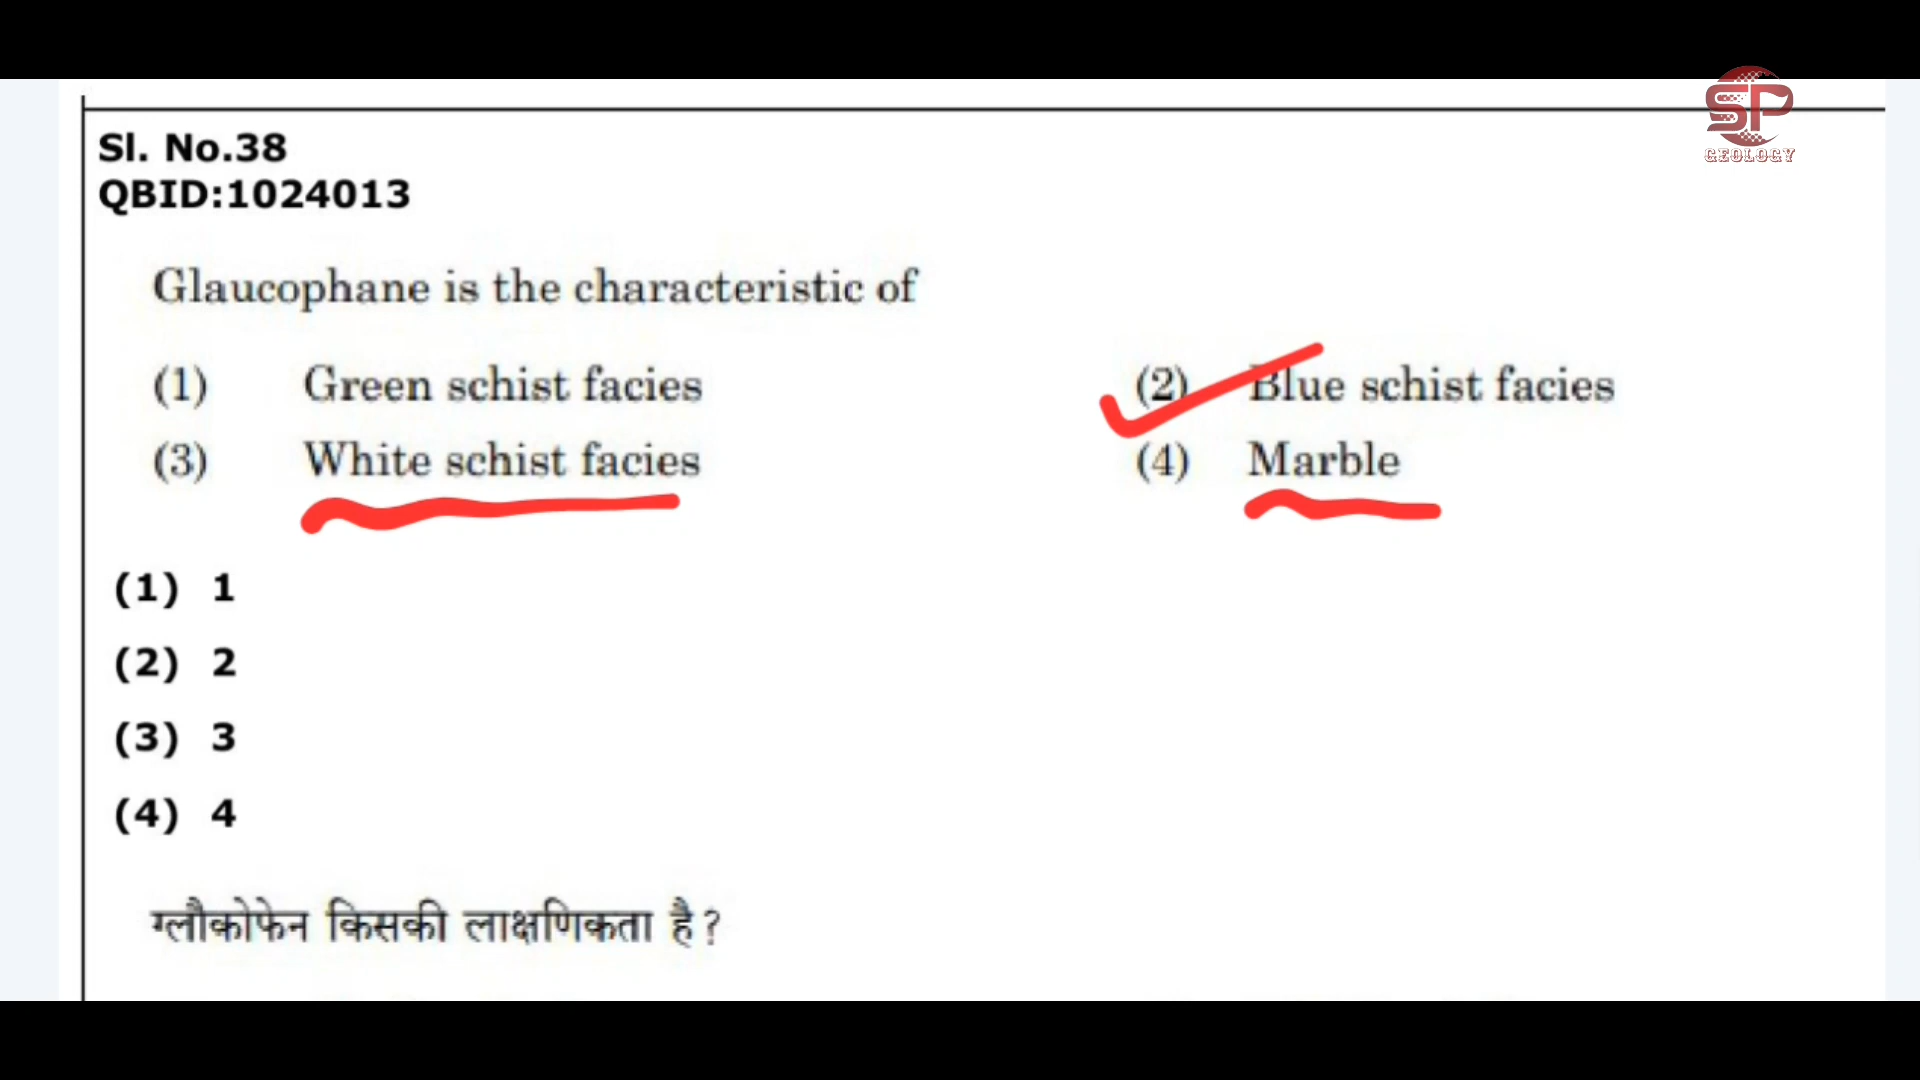 SP
GEOLOGY
Sl. No.38
QBID:1024013
Glaucophane is the characteristic of
(1) Green schist facies (2) Blue schist facies
(3) White schist facies (4) Marble
(1) 1
(2) 2
(3) 3
(4) 4
ग्लौकोफेन किसकी लाक्षणिकता है ?